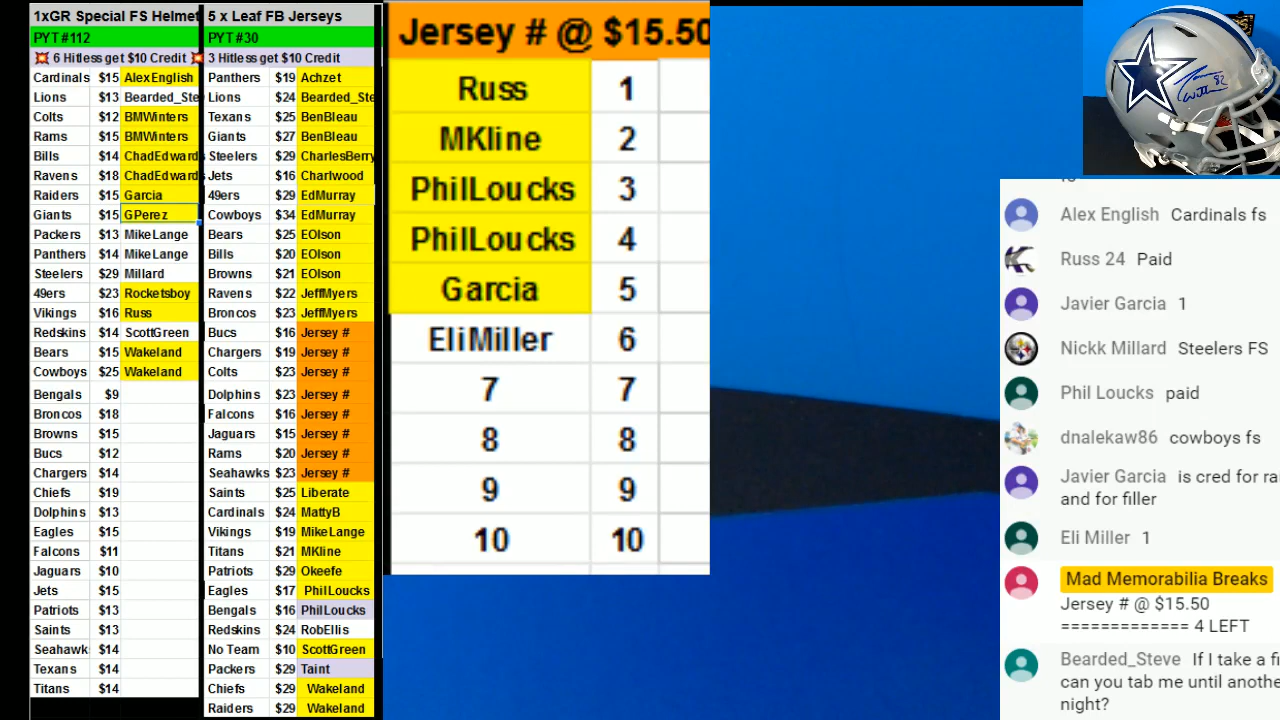 1xGR Special FS Helmet
PYT #112
💥 6 Hitless get $10 Credit 💥
Cardinals $15 AlexEnglish
Lions $13 Bearded_Ste
Colts $12 BMWinters
Rams $15 BMWinters
Bills $14 ChadEdwards
Ravens $18 ChadEdwards
Raiders $15 Garcia
Giants $15 GPerez
Packers $13 MikeLange
Panthers $14 MikeLange
Steelers $29 Millard
49ers $23 Rocketsboy
Vikings $16 Russ
Redskins $14 ScottGreen
Bears $15 Wakeland
Cowboys $25 Wakeland
Bengals $9
Broncos $18
Browns $15
Bucs $12
Chargers $14
Chiefs $19
Dolphins $13
Eagles $15
Falcons $11
Jaguars $10
Jets $15
Patriots $13
Saints $13
Seahawk $14
Texans $14
Titans $14
5 x Leaf FB Jerseys
PYT #30
3 Hitless get $10 Credit
Panthers $19 Achzet
Lions $24 Bearded_Ste
Texans $25 BenBleau
Giants $27 BenBleau
Steelers $29 CharlesBerry
Jets $16 Charlwood
49ers $29 EdMurray
Cowboys $34 EdMurray
Bears $25 EOlson
Bills $20 EOlson
Browns $21 EOlson
Ravens $22 JeffMyers
Broncos $23 JeffMyers
Bucs $16 Jersey #
Chargers $19 Jersey #
Colts $23 Jersey #
Dolphins $23 Jersey #
Falcons $16 Jersey #
Jaguars $15 Jersey #
Rams $20 Jersey #
Seahawks $23 Jersey #
Saints $25 Liberate
Cardinals $24 MattyB
Vikings $19 MikeLange
Titans $21 MKline
Patriots $29 Okeefe
Eagles $17 PhilLoucks
Bengals $16 PhilLoucks
Redskins $24 RobEllis
No Team $10 ScottGreen
Packers $29 Taint
Chiefs $29 Wakeland
Raiders $29 Wakeland
Jersey # @ $15.50
Russ 1
MKline 2
PhilLoucks 3
PhilLoucks 4
Garcia 5
EliMiller 6
7 7
8 8
9 9
10 10
Alex English Cardinals fs
Russ 24 Paid
Javier Garcia 1
Nickk Millard Steelers FS
Phil Loucks paid
dnalekaw86 cowboys fs
Javier Garcia is cred for ra
and for filler
Eli Miller 1
Mad Memorabilia Breaks
Jersey # @ $15.50
============= 4 LEFT
Bearded_Steve If I take a fi
can you tab me until anothe
night?